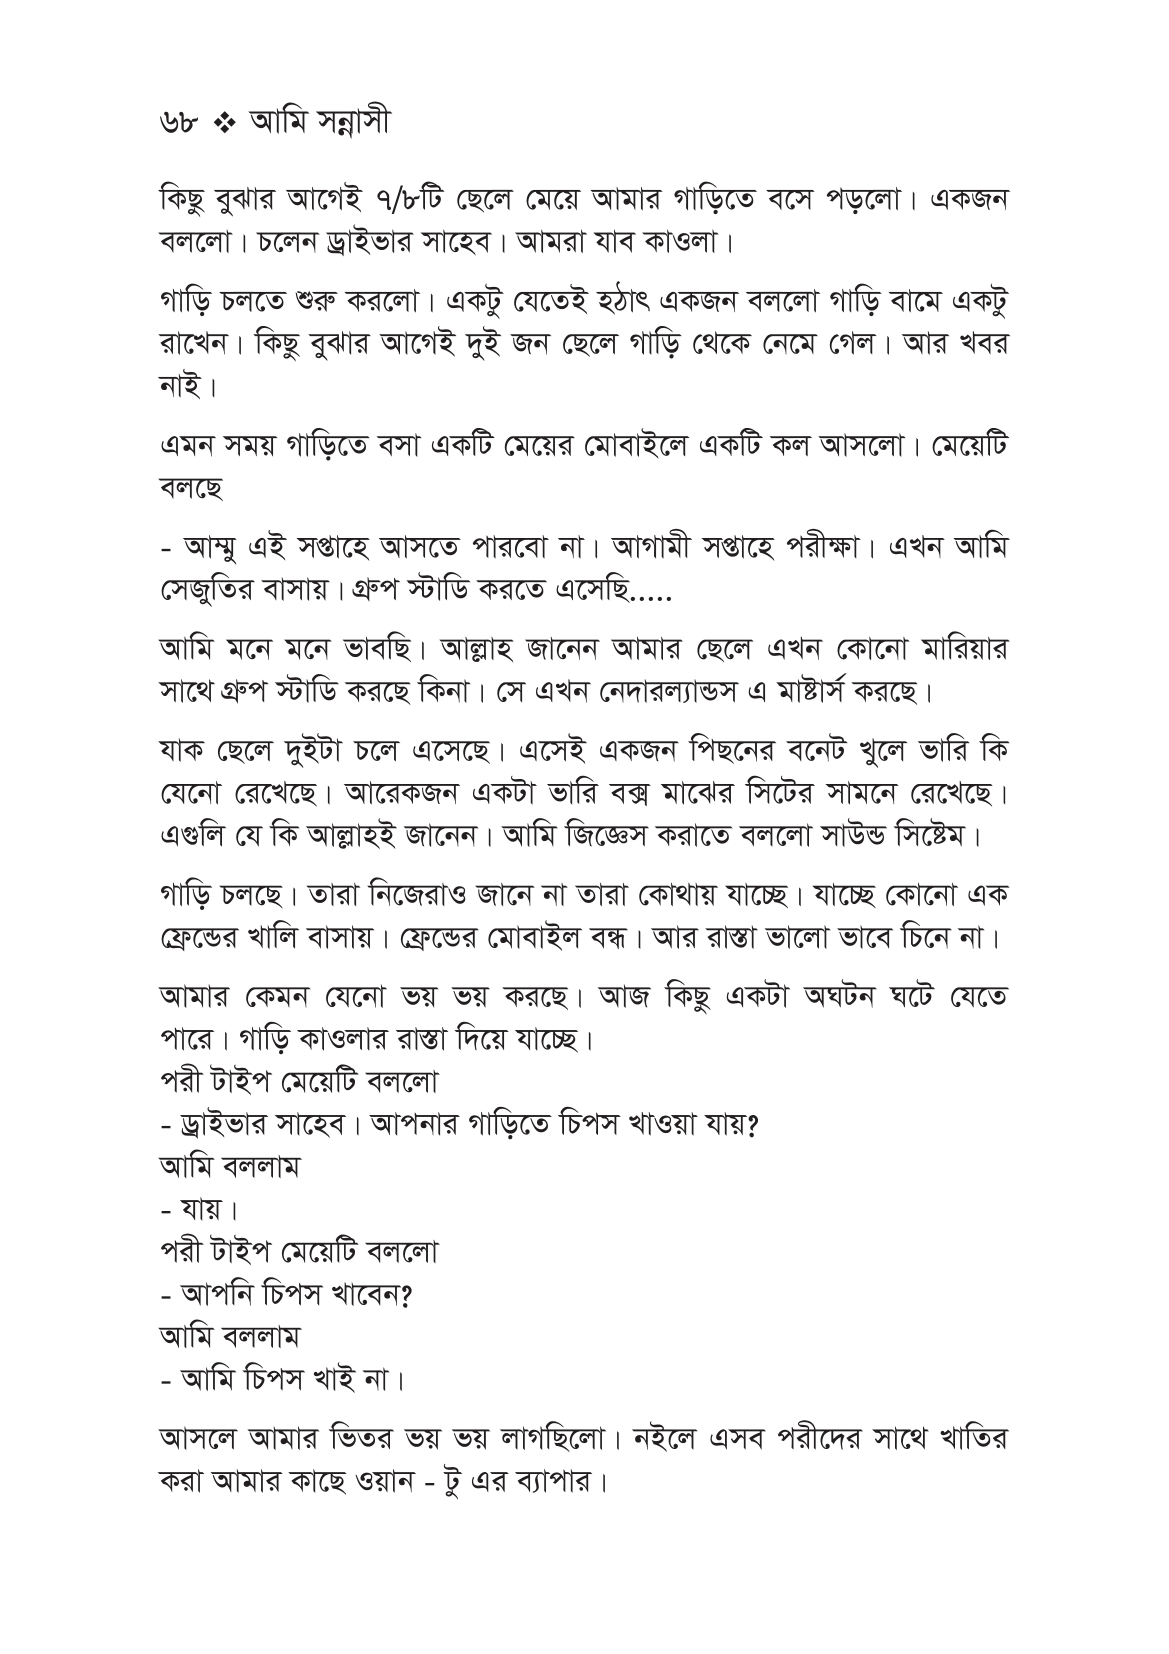 ৬৮ ❖ আমি সন্নাসী
কিছু বুঝার আগেই ৭/৮টি ছেলে মেয়ে আমার গাড়িতে বসে পড়লো। একজন
বললো। চলেন ড্রাইভার সাহেব। আমরা যাব কাওলা।
গাড়ি চলতে শুরু করলো। একটু যেতেই হঠাৎ একজন বললো গাড়ি বামে একটু
রাখেন। কিছু বুঝার আগেই দুই জন ছেলে গাড়ি থেকে নেমে গেল। আর খবর
নাই।
এমন সময় গাড়িতে বসা একটি মেয়ের মোবাইলে একটি কল আসলো। মেয়েটি
বলছে
- আম্মু এই সপ্তাহে আসতে পারবো না। আগামী সপ্তাহে পরীক্ষা। এখন আমি
সেজুতির বাসায়। গ্রুপ স্টাডি করতে এসেছি.....
আমি মনে মনে ভাবছি। আল্লাহ জানেন আমার ছেলে এখন কোনো মারিয়ার
সাথে গ্রুপ স্টাডি করছে কিনা। সে এখন নেদারল্যান্ডস এ মাষ্টার্স করছে।
যাক ছেলে দুইটা চলে এসেছে। এসেই একজন পিছনের বনেট খুলে ভারি কি
যেনো রেখেছে। আরেকজন একটা ভারি বক্স মাঝের সিটের সামনে রেখেছে।
এগুলি যে কি আল্লাহই জানেন। আমি জিজ্ঞেস করাতে বললো সাউন্ড সিষ্টেম।
গাড়ি চলছে। তারা নিজেরাও জানে না তারা কোথায় যাচ্ছে। যাচ্ছে কোনো এক
ফ্রেন্ডের খালি বাসায়। ফ্রেন্ডের মোবাইল বন্ধ। আর রাস্তা ভালো ভাবে চিনে না।
আমার কেমন যেনো ভয় ভয় করছে। আজ কিছু একটা অঘটন ঘটে যেতে
পারে। গাড়ি কাওলার রাস্তা দিয়ে যাচ্ছে।
পরী টাইপ মেয়েটি বললো
- ড্রাইভার সাহেব। আপনার গাড়িতে চিপস খাওয়া যায়?
আমি বললাম
- যায়।
পরী টাইপ মেয়েটি বললো
- আপনি চিপস খাবেন?
আমি বললাম
- আমি চিপস খাই না।
আসলে আমার ভিতর ভয় ভয় লাগছিলো। নইলে এসব পরীদের সাথে খাতির
করা আমার কাছে ওয়ান - টু এর ব্যাপার।